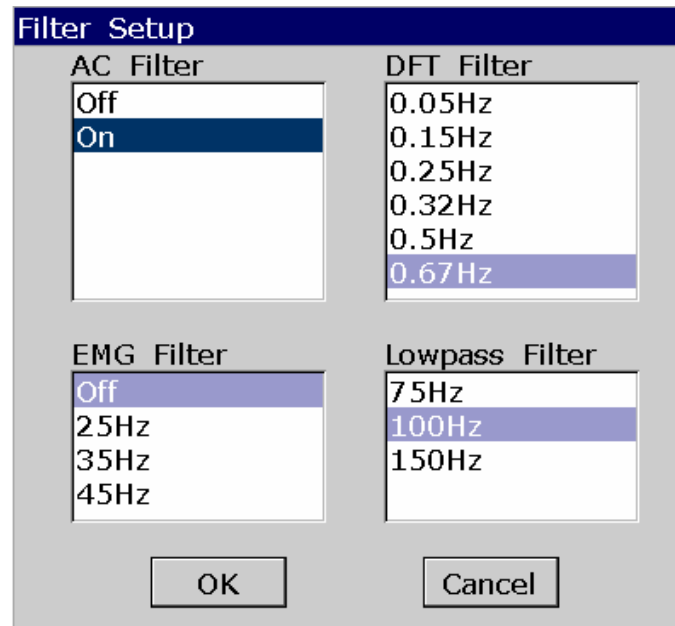 Filter Setup
AC Filter
Off
On
DFT Filter
0.05Hz
0.15Hz
0.25Hz
0.32Hz
0.5Hz
0.67Hz
EMG Filter
Off
25Hz
35Hz
45Hz
Lowpass Filter
75Hz
100Hz
150Hz
OK
Cancel